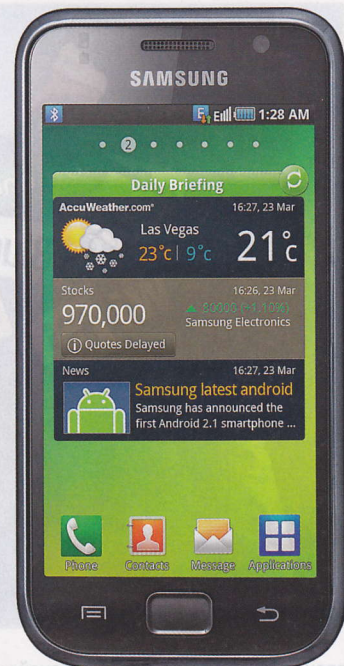 SAMSUNG
E 1:28 AM
2
Daily Briefing
AccuWeather.com® 16:27, 23 Mar
Las Vegas
23°c | 9°c 21°c
Stocks 16:26, 23 Mar
970,000
Samsung Electronics
Quotes Delayed
News 16:27, 23 Mar
Samsung latest android
Samsung has announced the
first Android 2.1 smartphone ...
Phone Contacts Message Applications